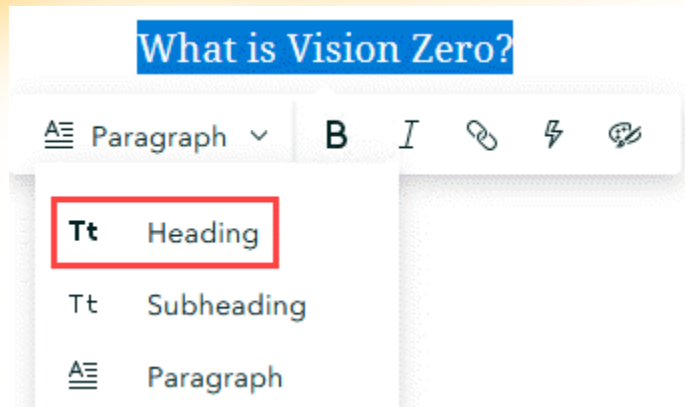 What is Vision Zero?
Paragraph B I
Tt Heading
Tt Subheading
Paragraph